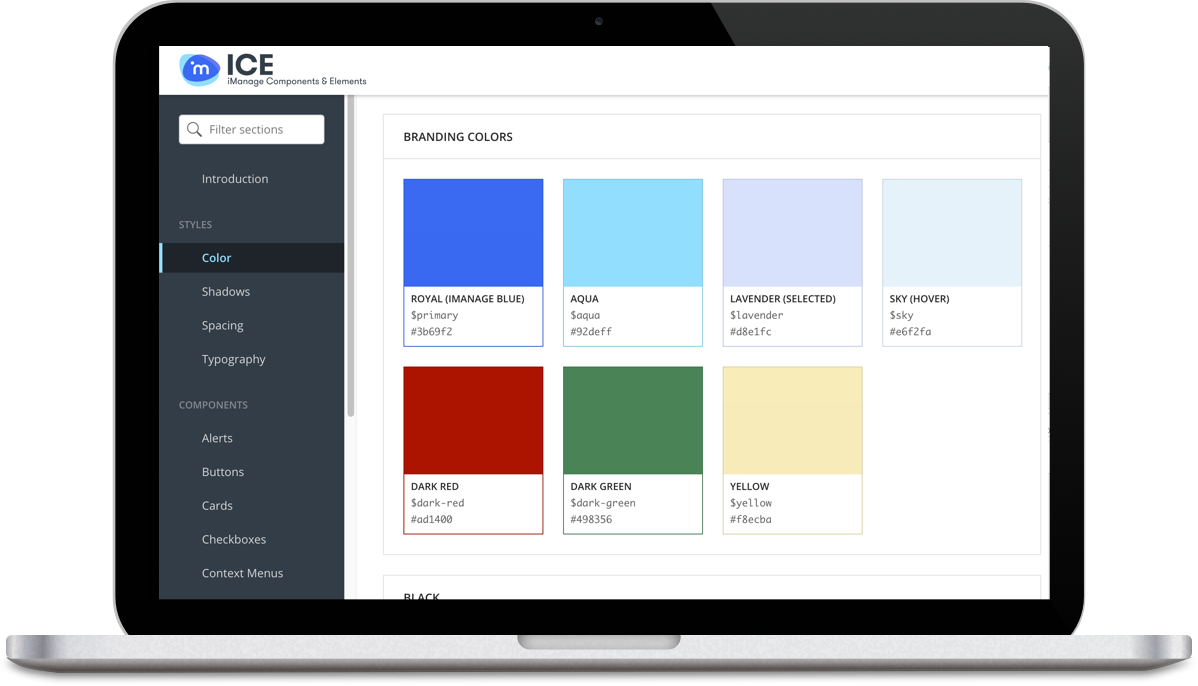 im
ICE
iManage Components & Elements
Filter sections
Introduction
STYLES
Color
Shadows
Spacing
Typography
COMPONENTS
Alerts
Buttons
Cards
Checkboxes
Context Menus
BRANDING COLORS
ROYAL (IMANAGE BLUE)
$primary
#3b69f2
AQUA
$aqua
#92deff
LAVENDER (SELECTED)
$lavender
#d8e1fc
SKY (HOVER)
$sky
#e6f2fa
DARK RED
$dark-red
#ad1400
DARK GREEN
$dark-green
#498356
YELLOW
$yellow
#f8ecba
BLACK